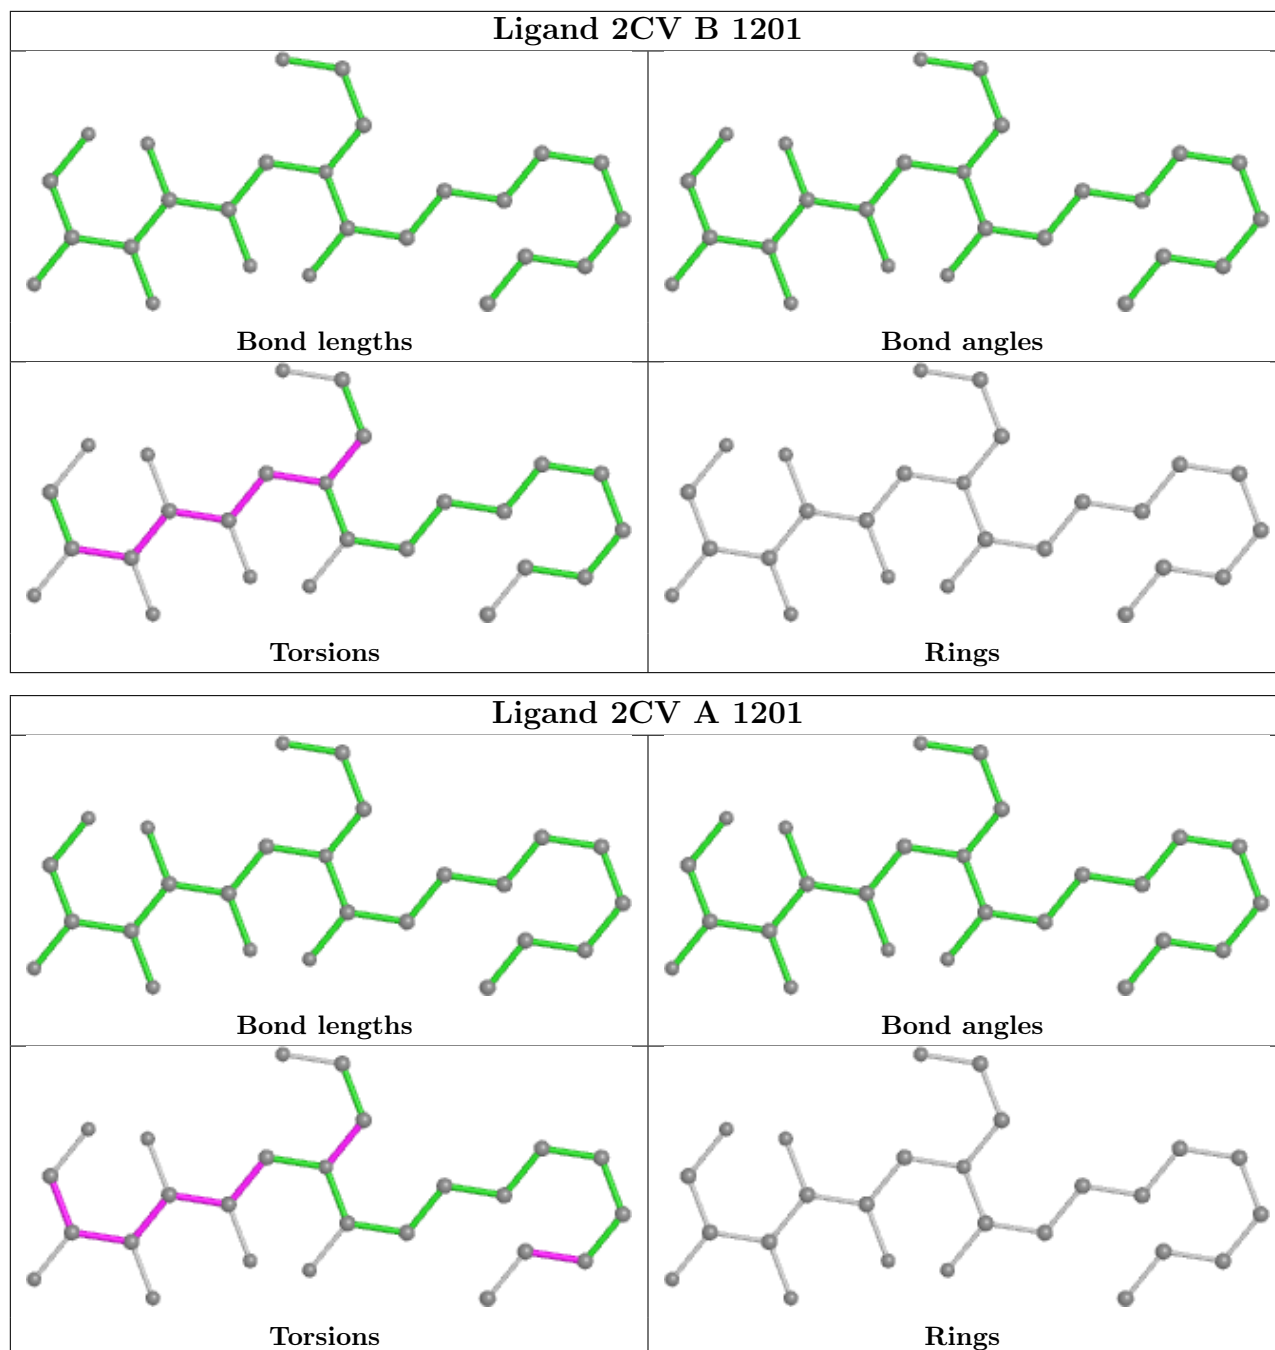 Ligand 2CV B 1201
Bond lengths
Bond angles
Torsions
Rings
Ligand 2CV A 1201
Bond lengths
Bond angles
Torsions
Rings